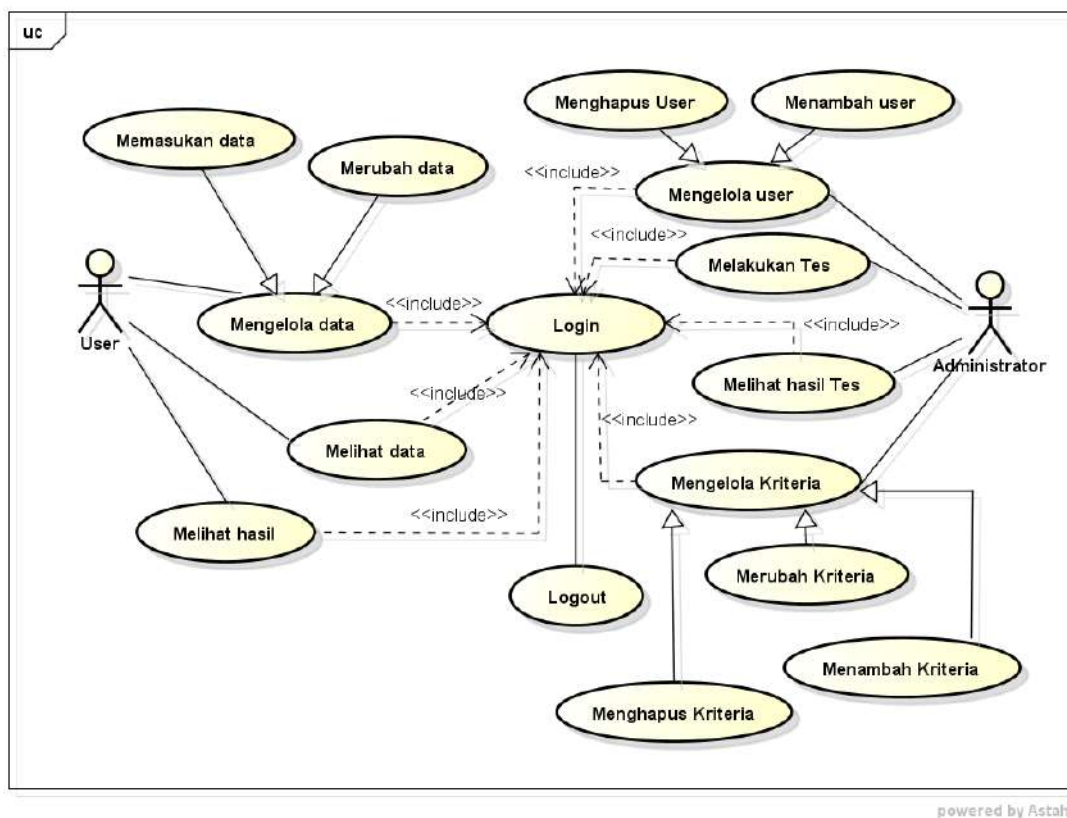 uc
Menghapus User
Menambah user
Memasukan data
Merubah data
<<include>>
Mengelola user
<<include>>
Melakukan Tes
<<include>>
Mengelola data
Login
<<include>>
User
Administrator
Melihat hasil Tes
<<include>>
<<include>>
Melihat data
Mengelola Kriteria
<<include>>
Melihat hasil
Merubah Kriteria
Logout
Menambah Kriteria
Menghapus Kriteria
powered by Astah